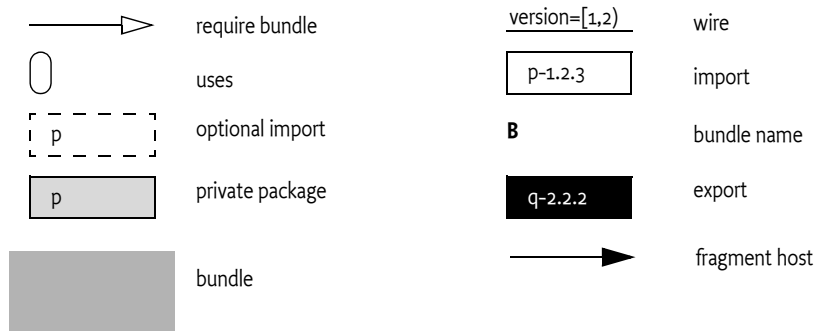 require bundle
version=[1,2)
wire
uses
p-1.2.3
import
p
optional import
B
bundle name
p
private package
q-2.2.2
export
fragment host
bundle